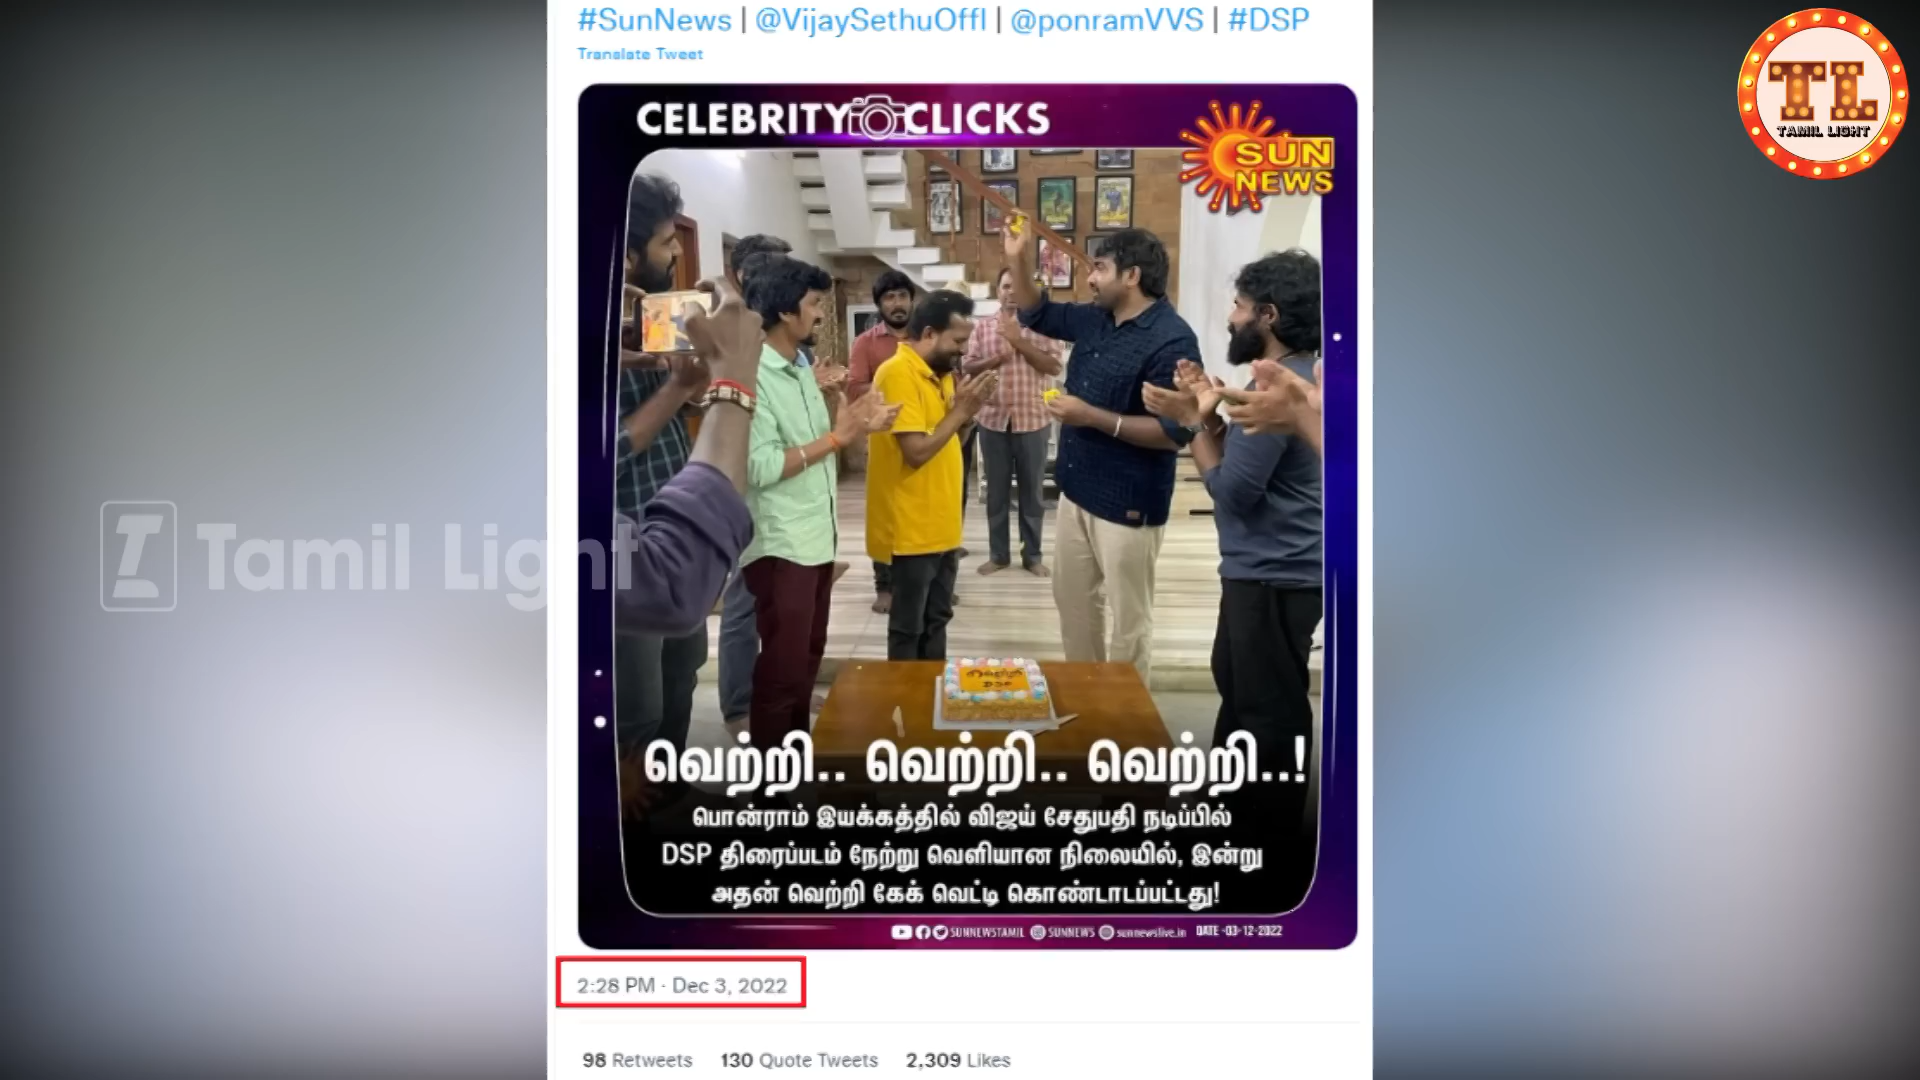 #SunNews | @VijaySethuOffl | @ponramVVS | #DSP
Translate Tweet
CELEBRITY CLICKS
SUN
NEWS
TL
TAMIL LIGHT
Tamil Light
வெற்றி
DSP
வெற்றி.. வெற்றி.. வெற்றி..!
பொன்ராம் இயக்கத்தில் விஜய் சேதுபதி நடிப்பில்
DSP திரைப்படம் நேற்று வெளியான நிலையில், இன்று
அதன் வெற்றி கேக் வெட்டி கொண்டாடப்பட்டது!
SUNNEWSTAMIL SUNNEWS sunnewslive.in DATE -03-12-2022
2:28 PM · Dec 3, 2022
98 Retweets 130 Quote Tweets 2,309 Likes